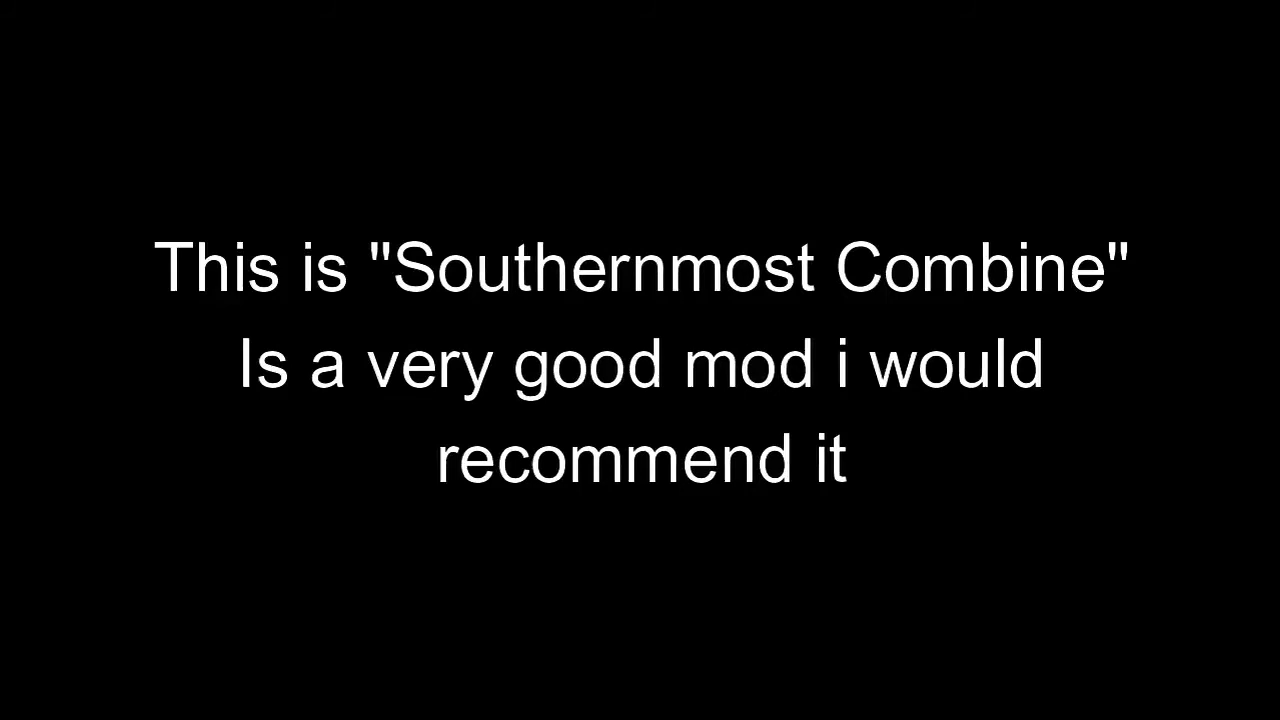 This is "Southernmost Combine"
Is a very good mod i would
recommend it